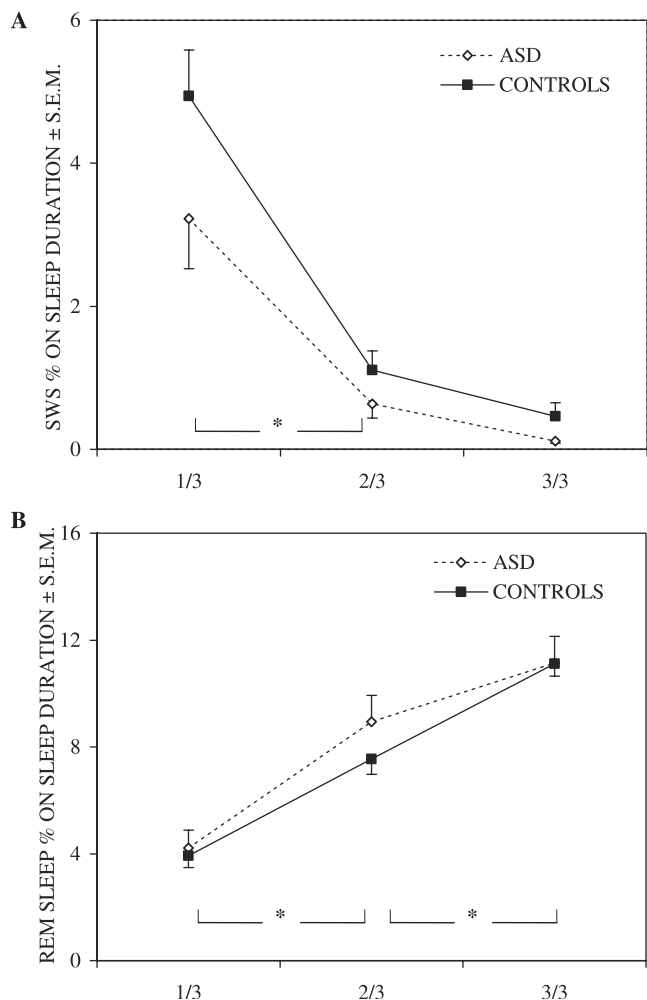 A
SWS % ON SLEEP DURATION ± S.E.M.
6
4
2
0
ASD
CONTROLS
*
1/3 2/3 3/3
B
REM SLEEP % ON SLEEP DURATION ± S.E.M.
16
12
8
4
0
ASD
CONTROLS
* *
1/3 2/3 3/3